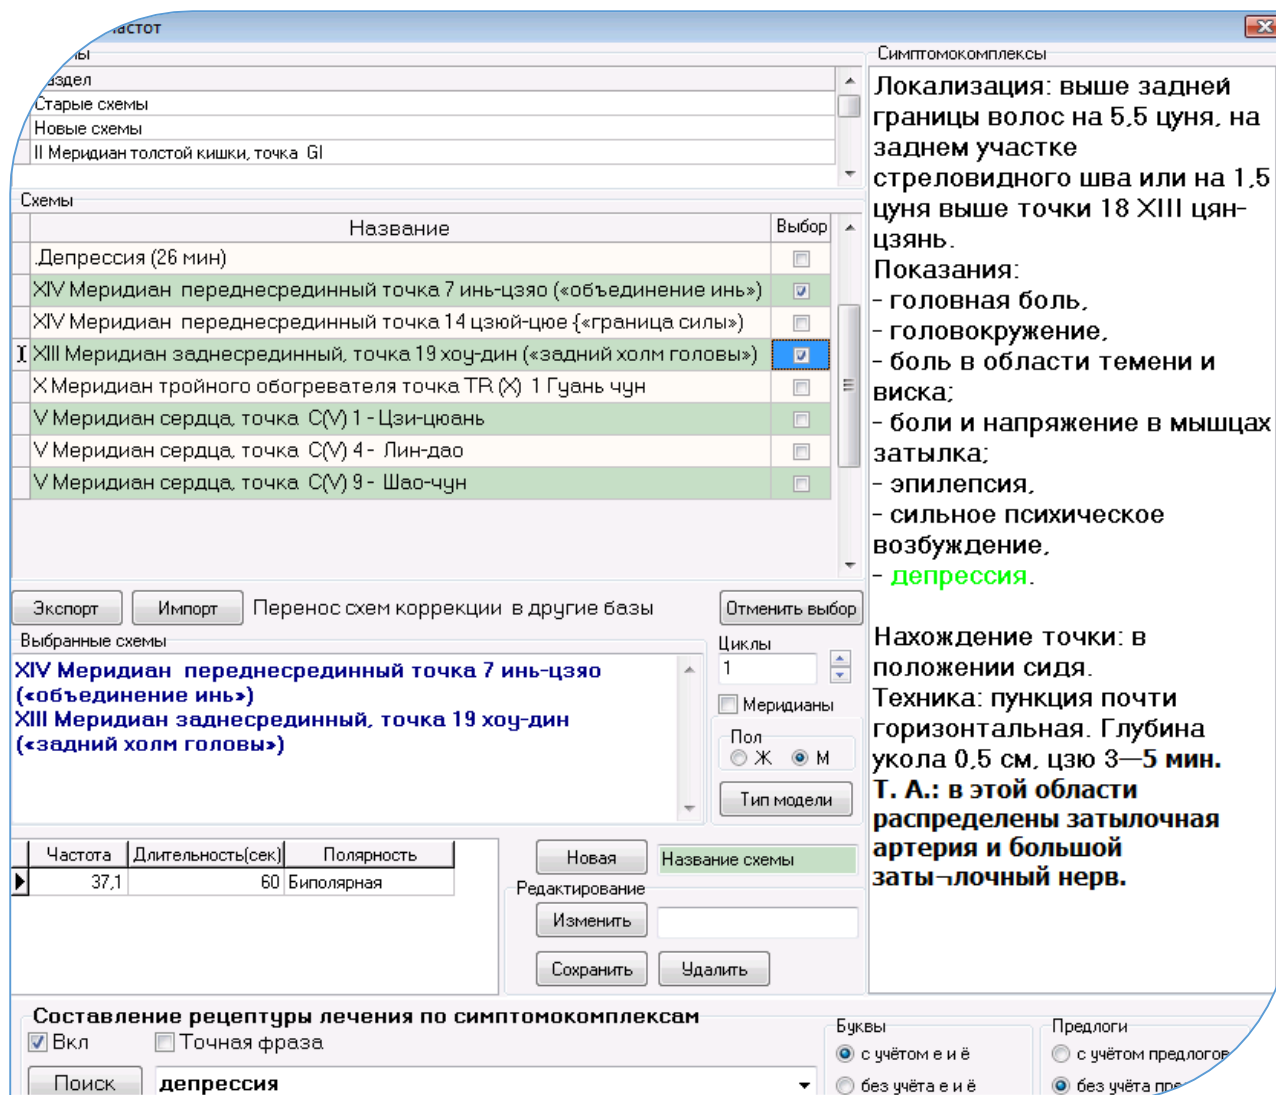 Раздел
Старые схемы
Новые схемы
II Меридиан толстой кишки, точка GI
Схемы
Название Выбор
.Депрессия (26 мин)
XIV Меридиан переднесрединный точка 7 инь-цзяо («объединение инь»)
XIV Меридиан переднесрединный точка 14 цзюй-цюе {«граница силы»)
XIII Меридиан заднесрединный, точка 19 хоу-дин («задний холм головы»)
X Меридиан тройного обогревателя точка TR (X) 1 Гуань чун
V Меридиан сердца, точка C(V) 1 - Цзи-цюань
V Меридиан сердца, точка C(V) 4 - Лин-дао
V Меридиан сердца, точка C(V) 9 - Шао-чун
Экспорт Импорт Перенос схем коррекции в другие базы Отменить выбор
Выбранные схемы
XIV Меридиан переднесрединный точка 7 инь-цзяо
(«объединение инь»)
XIII Меридиан заднесрединный, точка 19 хоу-дин
(«задний холм головы»)
Циклы
1
Меридианы
Пол
Ж М
Тип модели
Частота Длительность(сек) Полярность
37,1 60 Биполярная
Новая Название схемы
Редактирование
Изменить
Сохранить Удалить
Симптомокомплексы
Локализация: выше задней
границы волос на 5,5 цуня, на
заднем участке
стреловидного шва или на 1,5
цуня выше точки 18 XIII цян-
цзянь.
Показания:
- головная боль,
- головокружение,
- боль в области темени и
виска;
- боли и напряжение в мышцах
затылка;
- эпилепсия,
- сильное психическое
возбуждение,
- депрессия.
Нахождение точки: в
положении сидя.
Техника: пункция почти
горизонтальная. Глубина
укола 0,5 см, цзю 3—5 мин.
Т. А.: в этой области
распределены затылочная
артерия и большой
заты¬лочный нерв.
Составление рецептуры лечения по симптомокомплексам
Вкл Точная фраза
Поиск депрессия
Буквы
с учётом е и ё
без учёта е и ё
Предлоги
с учётом предлогов
без учёта